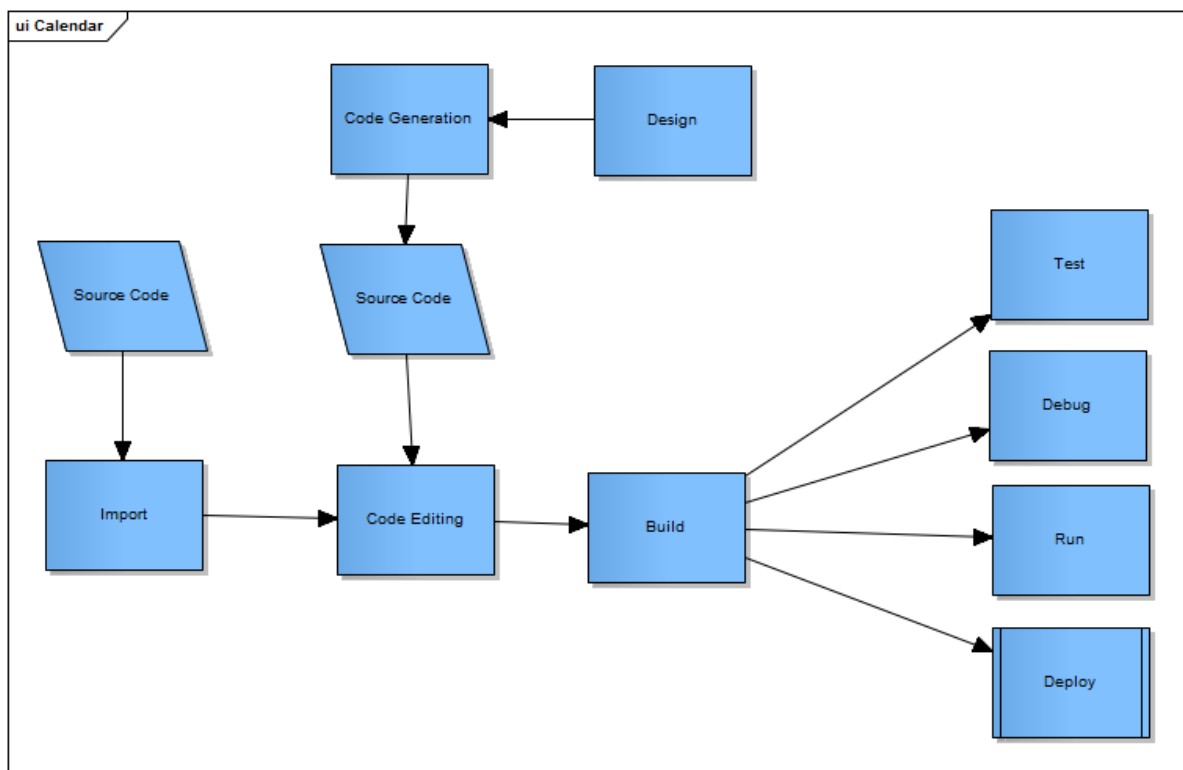 ui Calendar
Code Generation
Design
Source Code
Source Code
Test
Debug
Import
Code Editing
Build
Run
Deploy